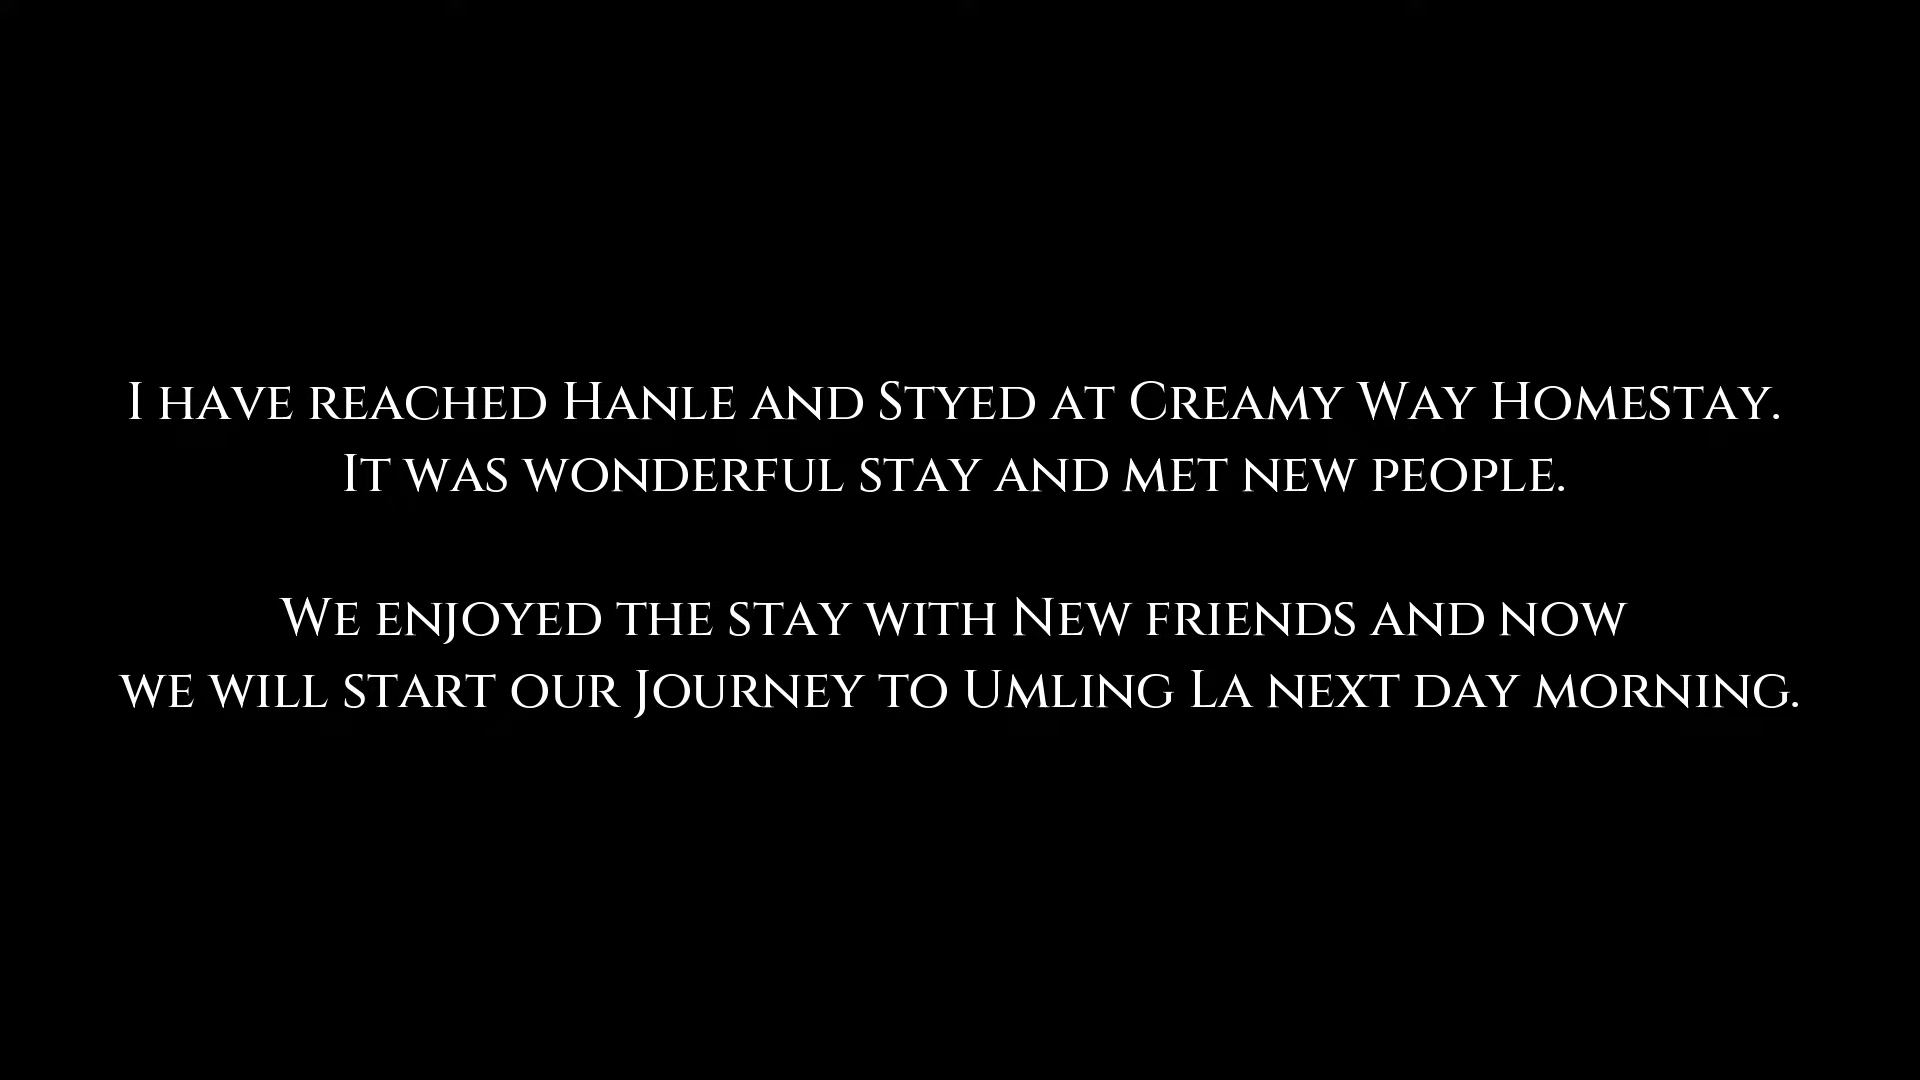 I have reached Hanle and Styed at Creamy Way Homestay.
It was wonderful stay and met new people.
We enjoyed the stay with New friends and now
we will start our Journey to Umling La next day morning.